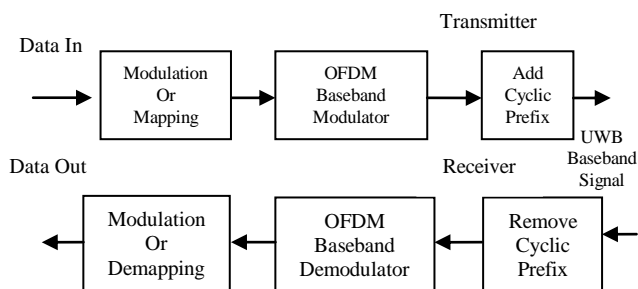 Transmitter
Data In
Modulation
Or
Mapping
OFDM
Baseband
Modulator
Add
Cyclic
Prefix
UWB
Baseband
Signal
Data Out
Receiver
Modulation
Or
Demapping
OFDM
Baseband
Demodulator
Remove
Cyclic
Prefix